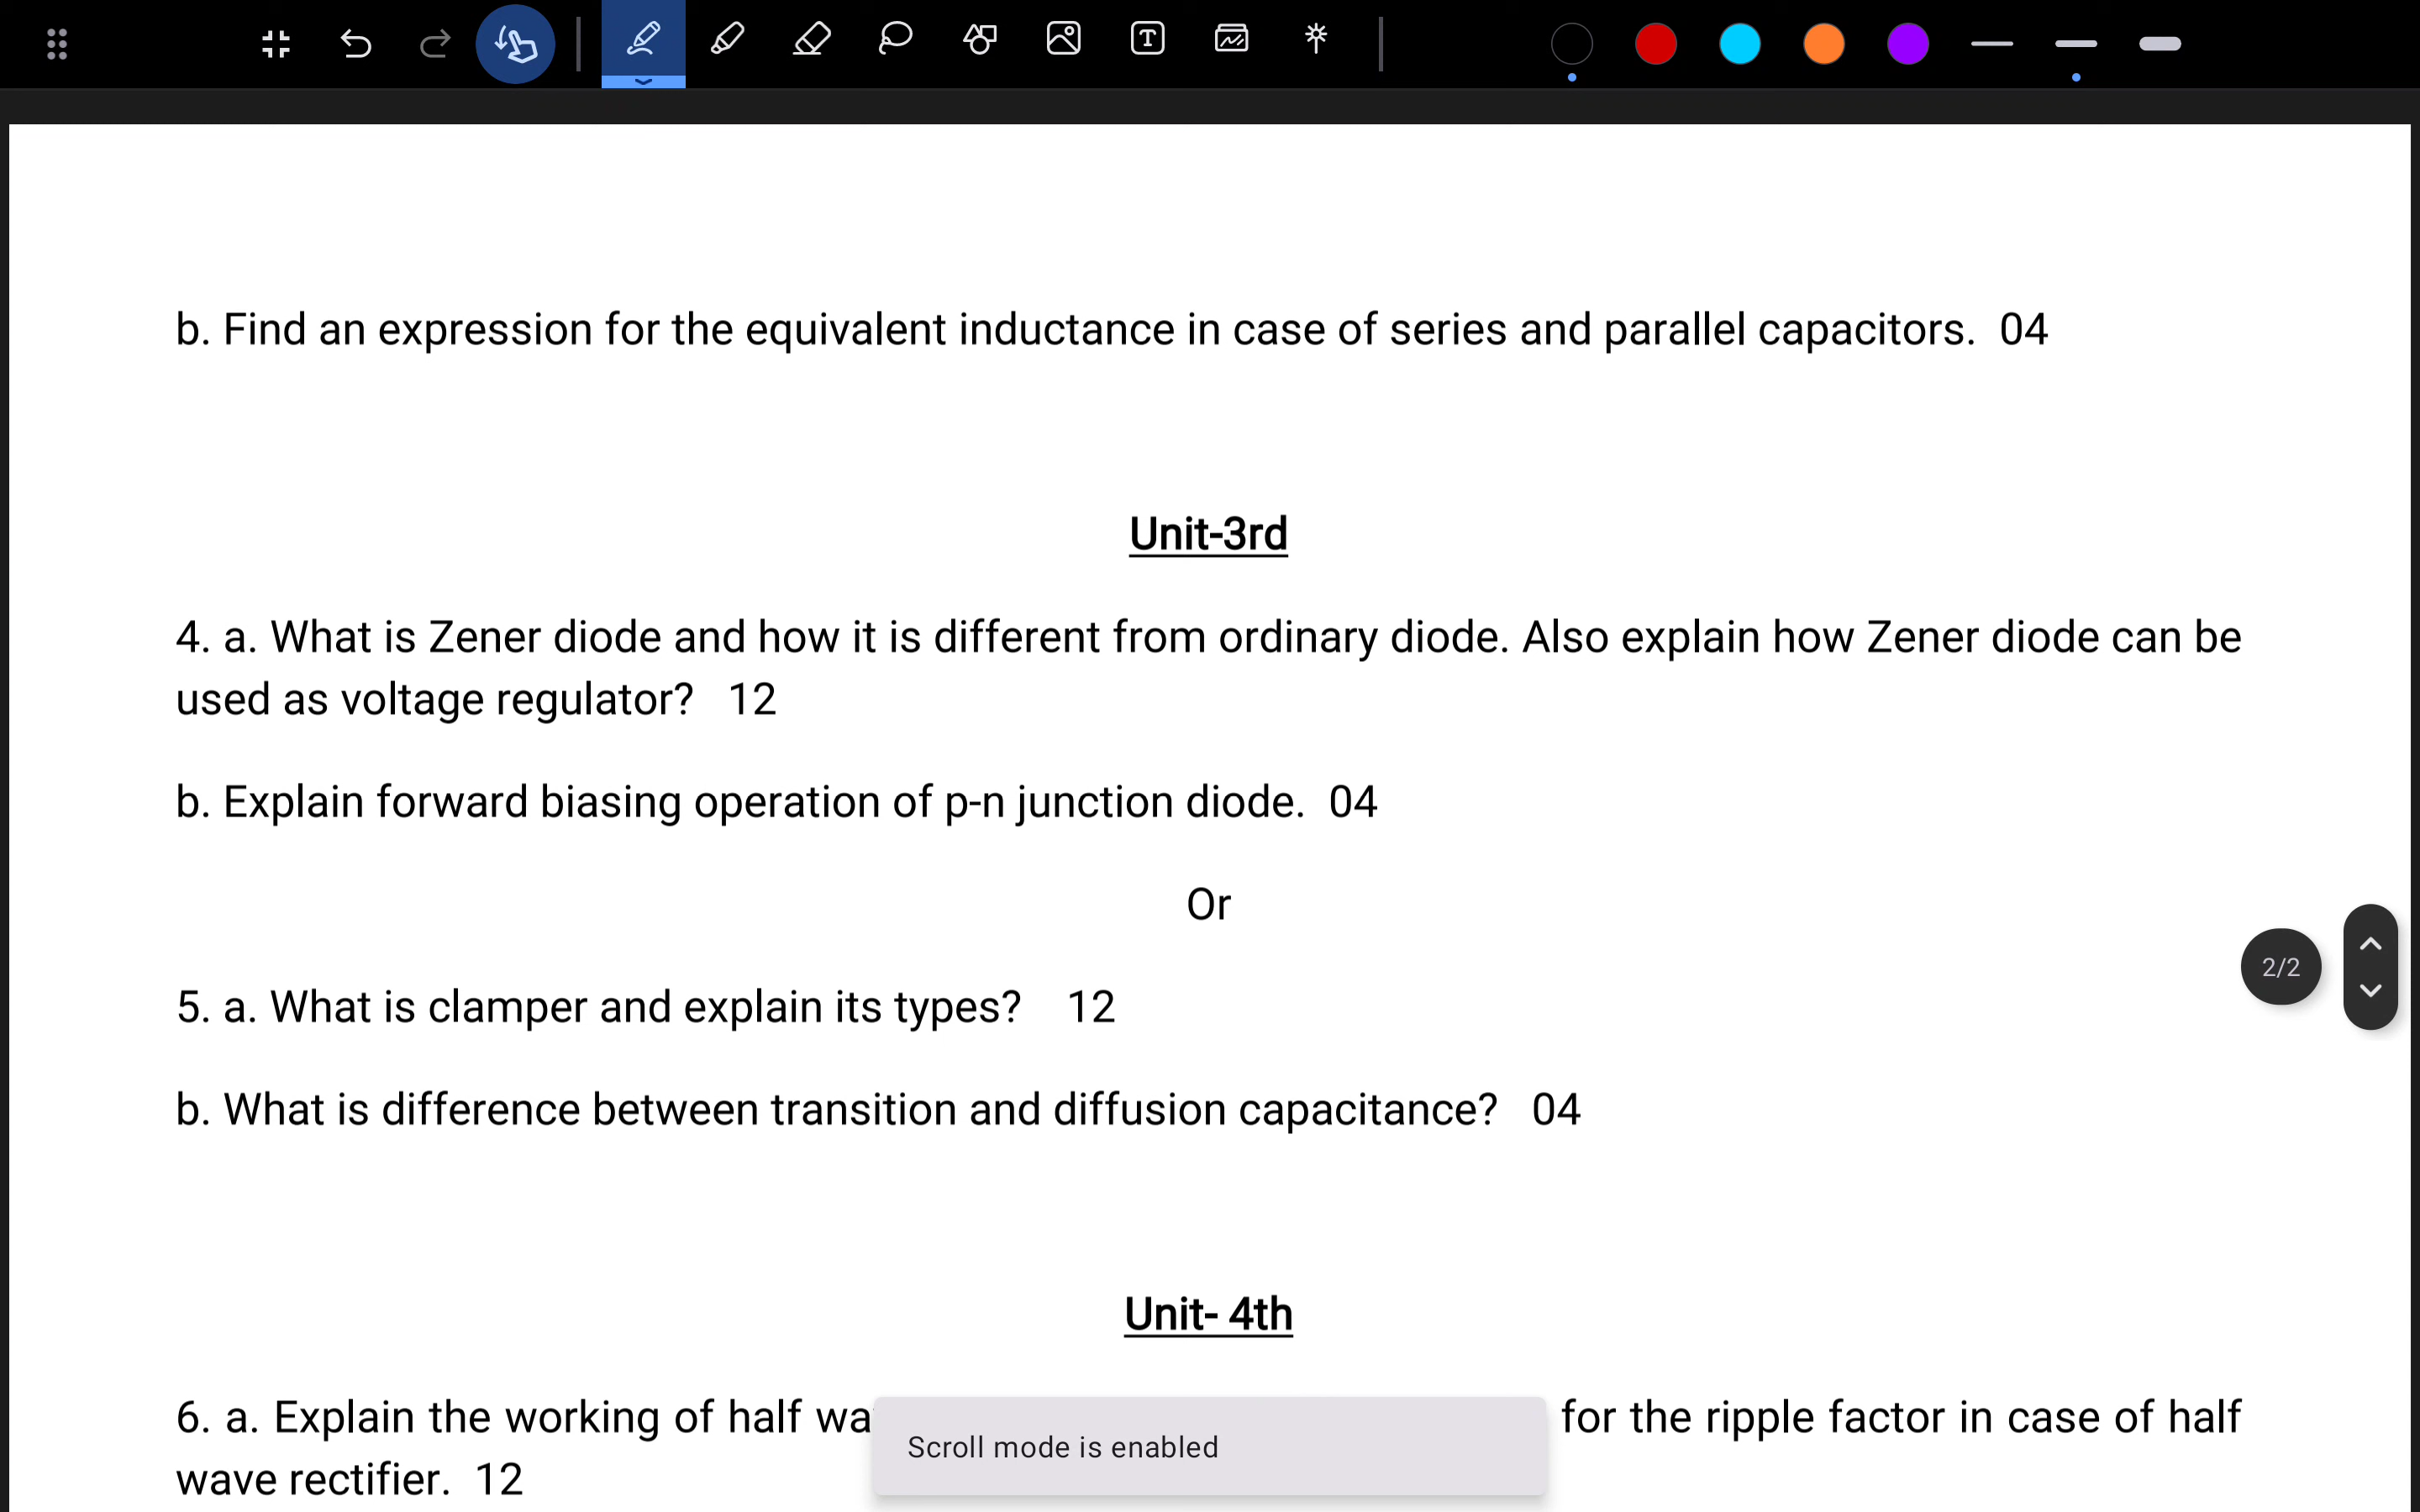 b. Find an expression for the equivalent inductance in case of series and parallel capacitors. 04
Unit-3rd
4. a. What is Zener diode and how it is different from ordinary diode. Also explain how Zener diode can be
used as voltage regulator? 12
b. Explain forward biasing operation of p-n junction diode. 04
Or
2/2
5. a. What is clamper and explain its types? 12
b. What is difference between transition and diffusion capacitance? 04
Unit- 4th
6. a. Explain the working of half for the ripple factor in case of half
Scroll mode is enabled
wave rectifier. 12